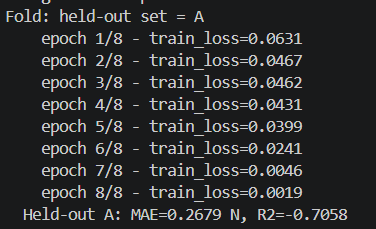 Fold: held-out set = A
epoch 1/8 - train_loss=0.0631
epoch 2/8 - train_loss=0.0467
epoch 3/8 - train_loss=0.0462
epoch 4/8 - train_loss=0.0431
epoch 5/8 - train_loss=0.0399
epoch 6/8 - train_loss=0.0241
epoch 7/8 - train_loss=0.0046
epoch 8/8 - train_loss=0.0019
Held-out A: MAE=0.2679 N, R2=-0.7058